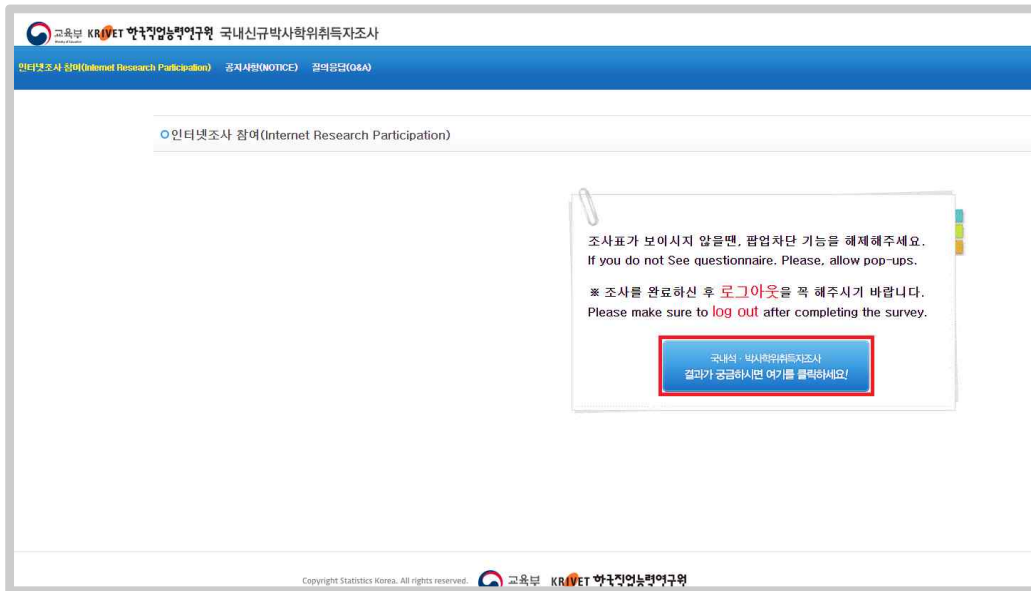 교육부 KRIVET 한국직업능력연구원 국내신규박사학위취득자조사
인터넷조사 참여(Internet Research Participation) 공지사항(NOTICE) 질의응답(Q&A)
인터넷조사 참여(Internet Research Participation)
조사표가 보이시지 않을땐, 팝업차단 기능을 해제해주세요.
If you do not See questionnaire. Please, allow pop-ups.
※ 조사를 완료하신 후 로그아웃을 꼭 해주시기 바랍니다.
Please make sure to log out after completing the survey.
국내석·박사학위취득자조사
결과가 궁금하시면 여기를 클릭하세요!
Copyright Statistics Korea. All rights reserved. 교육부 KRIVET 한국직업능력연구원